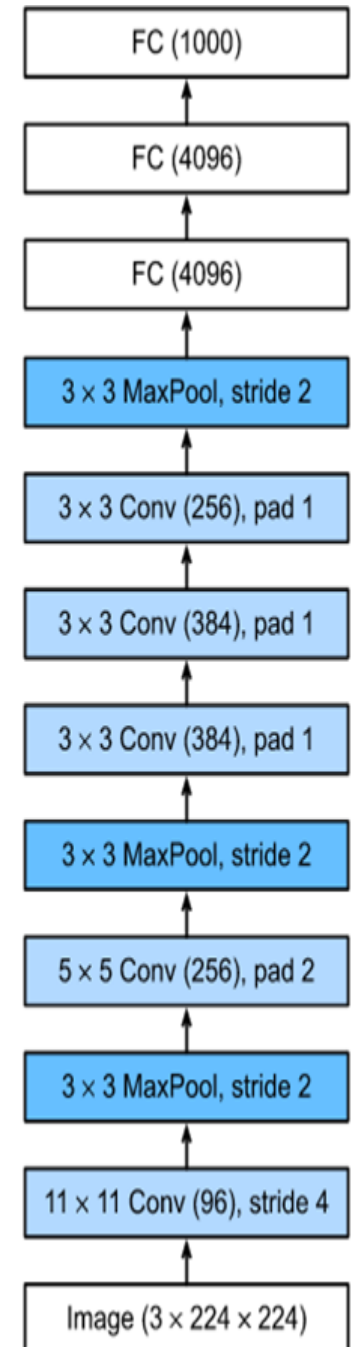 FC (1000)
FC (4096)
FC (4096)
3 × 3 MaxPool, stride 2
3 × 3 Conv (256), pad 1
3 × 3 Conv (384), pad 1
3 × 3 Conv (384), pad 1
3 × 3 MaxPool, stride 2
5 × 5 Conv (256), pad 2
3 × 3 MaxPool, stride 2
11 × 11 Conv (96), stride 4
Image (3 × 224 × 224)